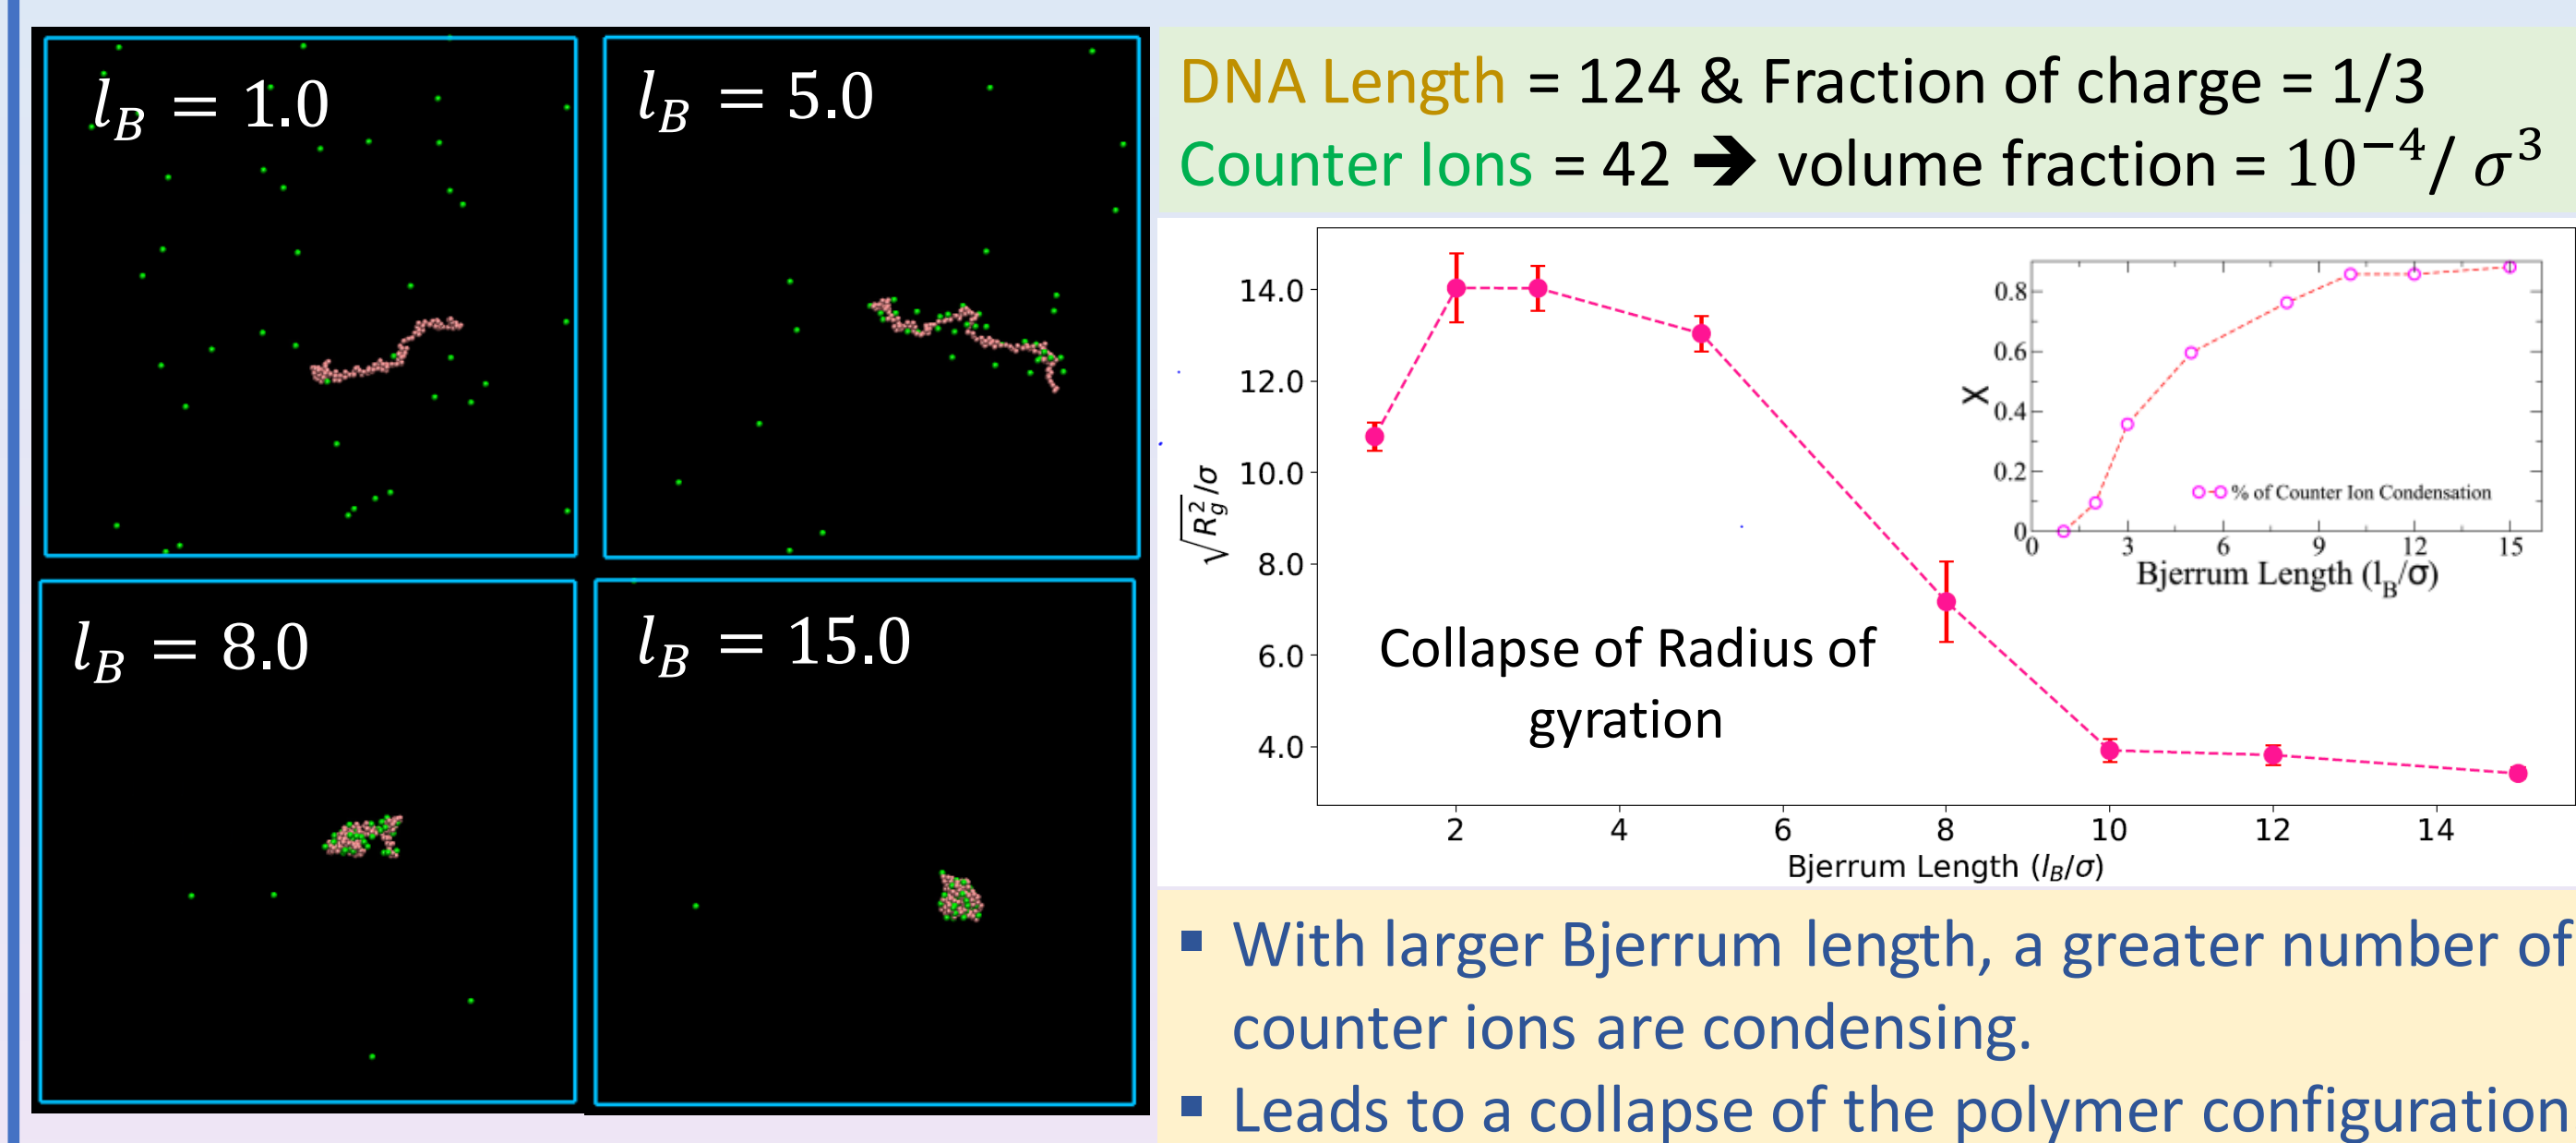 l_B = 1.0
l_B = 5.0
l_B = 8.0
l_B = 15.0
DNA Length = 124 & Fraction of charge = 1/3
Counter Ions = 42 ➔ volume fraction = 10⁻⁴/ σ³
14.0
12.0
10.0
8.0
6.0
4.0
√R_g²/σ
2 4 6 8 10 12 14
Bjerrum Length (l_B/σ)
Collapse of Radius of
gyration
0.8
0.6
0.4
0.2
0
X
% of Counter Ion Condensation
0 3 6 9 12 15
Bjerrum Length (l_B/σ)
▪ With larger Bjerrum length, a greater number of
counter ions are condensing.
▪ Leads to a collapse of the polymer configuration